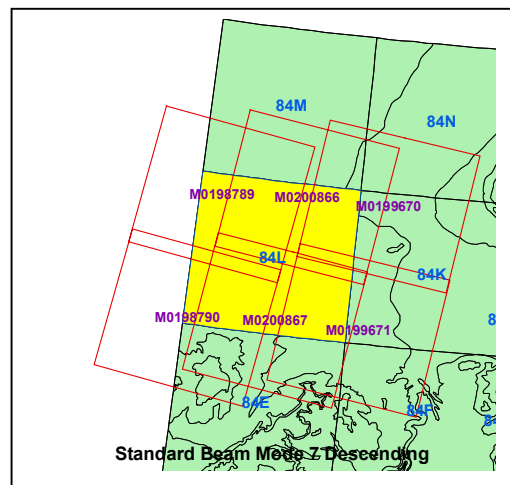 84M
84N
M0198789
M0200866
M0199670
84L
84K
M0198790
M0200867
M0199671
84E
84F
Standard Beam Mode 7 Descending